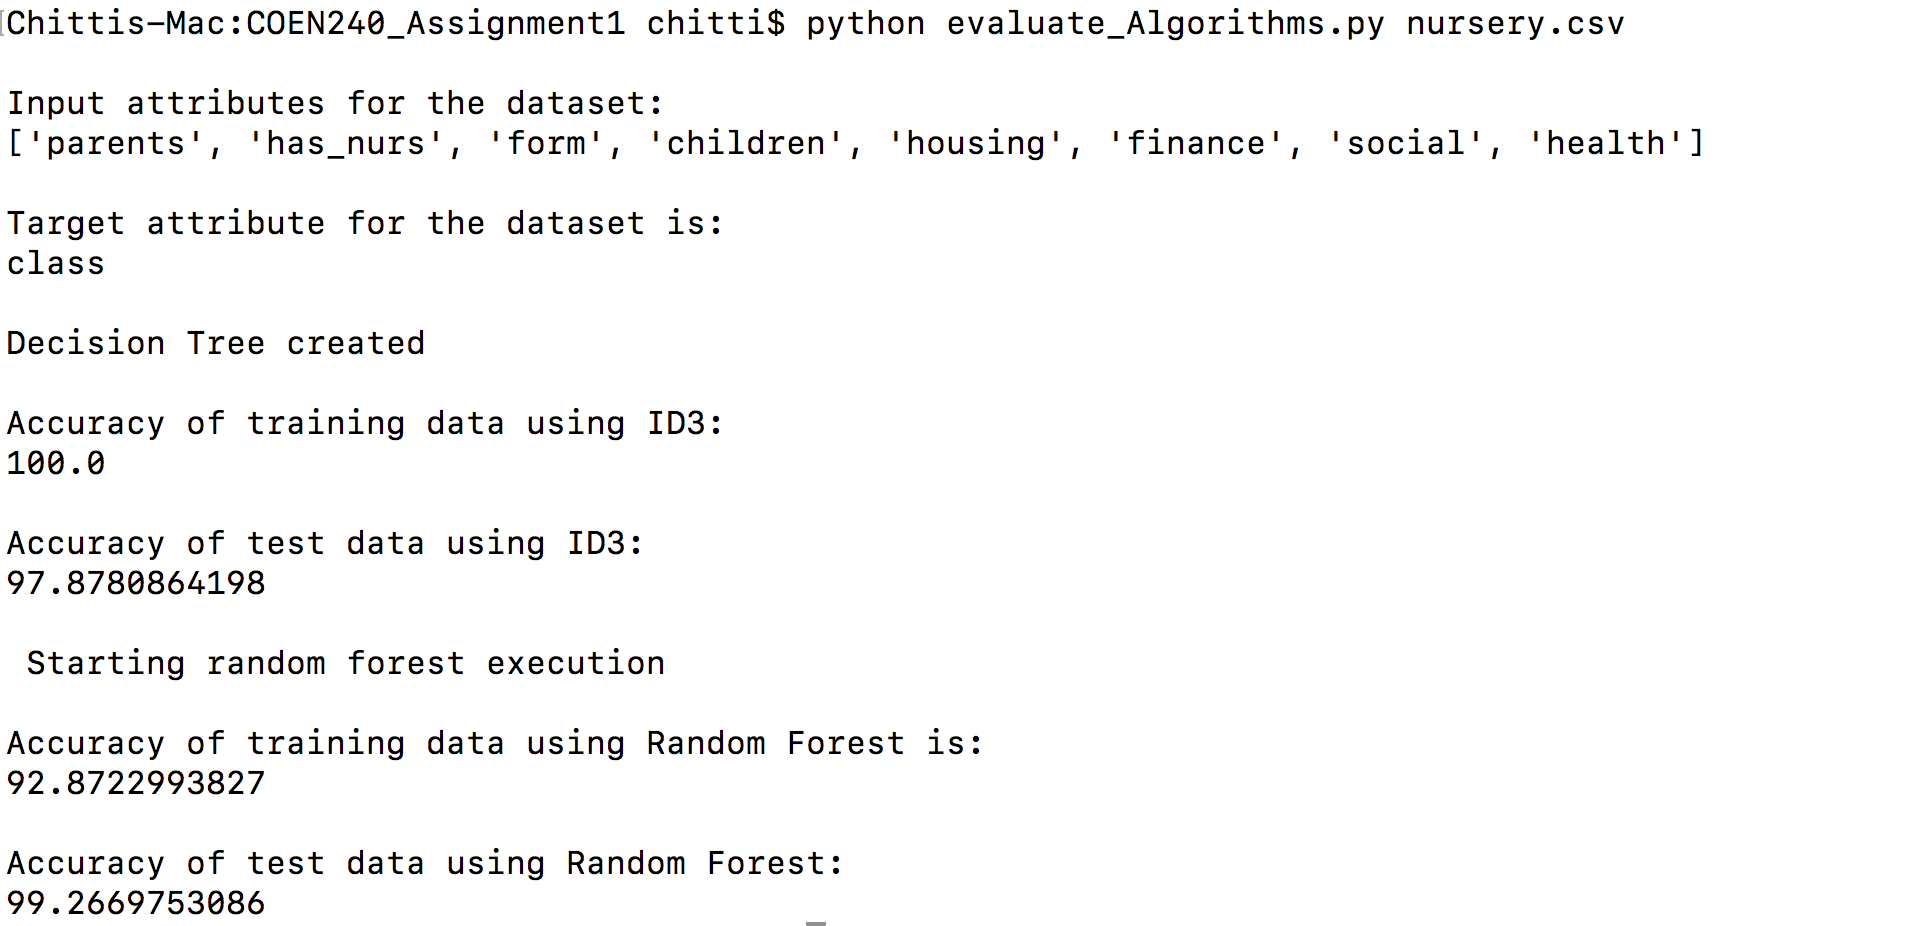 Chittis-Mac:COEN240_Assignment1 chitti$ python evaluate_Algorithms.py nursery.csv
Input attributes for the dataset:
['parents', 'has_nurs', 'form', 'children', 'housing', 'finance', 'social', 'health']
Target attribute for the dataset is:
class
Decision Tree created
Accuracy of training data using ID3:
100.0
Accuracy of test data using ID3:
97.8780864198
Starting random forest execution
Accuracy of training data using Random Forest is:
92.8722993827
Accuracy of test data using Random Forest:
99.2669753086